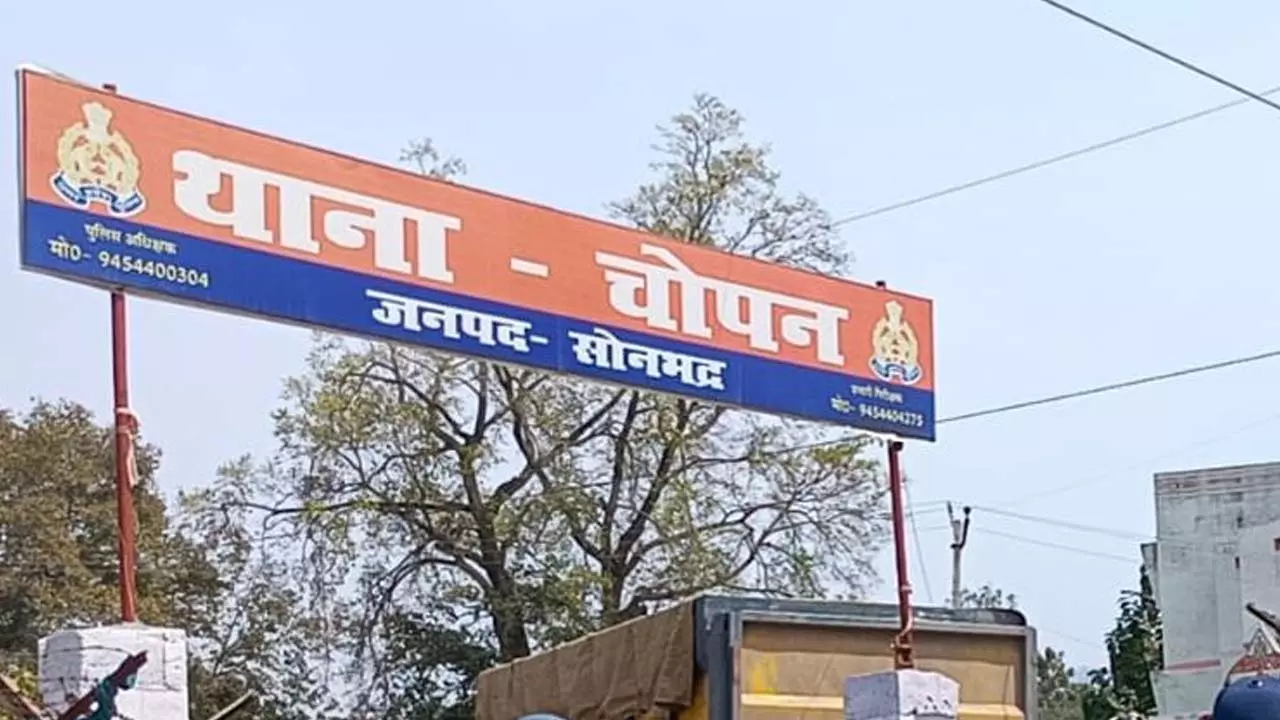 थाना - चोपन
पुलिस अधिक्षक
मो0- 9454400304
जनपद- सोनभद्र
प्रभारी निरीक्षक
मो0- 9454404275